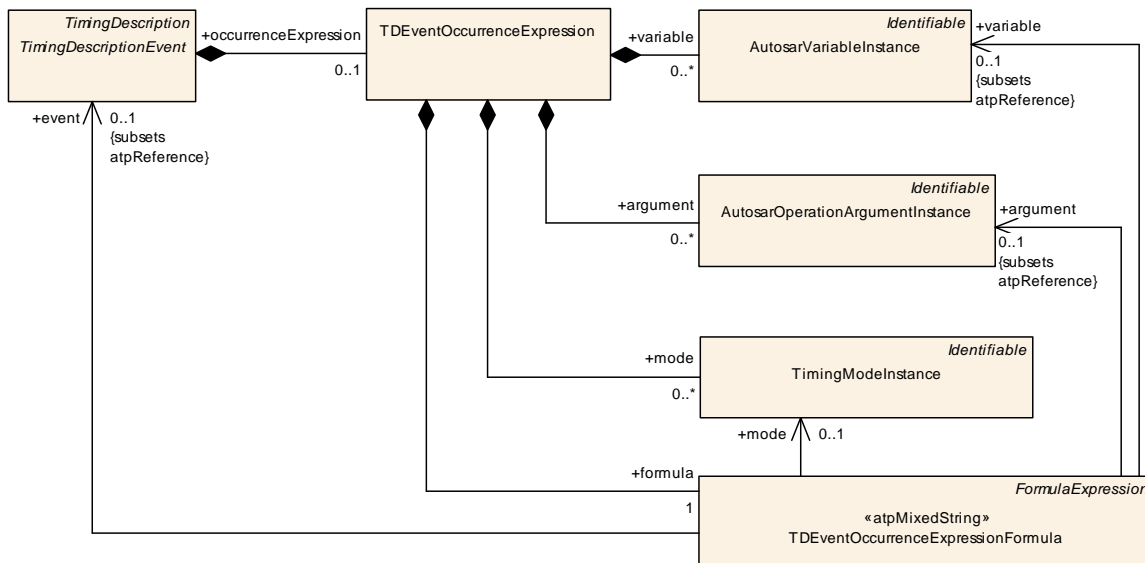 TimingDescription
TimingDescriptionEvent
+occurrenceExpression
0..1
TDEventOccurrenceExpression
+variable
0..*
Identifiable
AutosarVariableInstance
+variable
0..1
{subsets
atpReference}
+event
0..1
{subsets
atpReference}
+argument
0..*
Identifiable
AutosarOperationArgumentInstance
+argument
0..1
{subsets
atpReference}
+mode
0..*
Identifiable
TimingModeInstance
+mode
0..1
+formula
1
FormulaExpression
«atpMixedString»
TDEventOccurrenceExpressionFormula